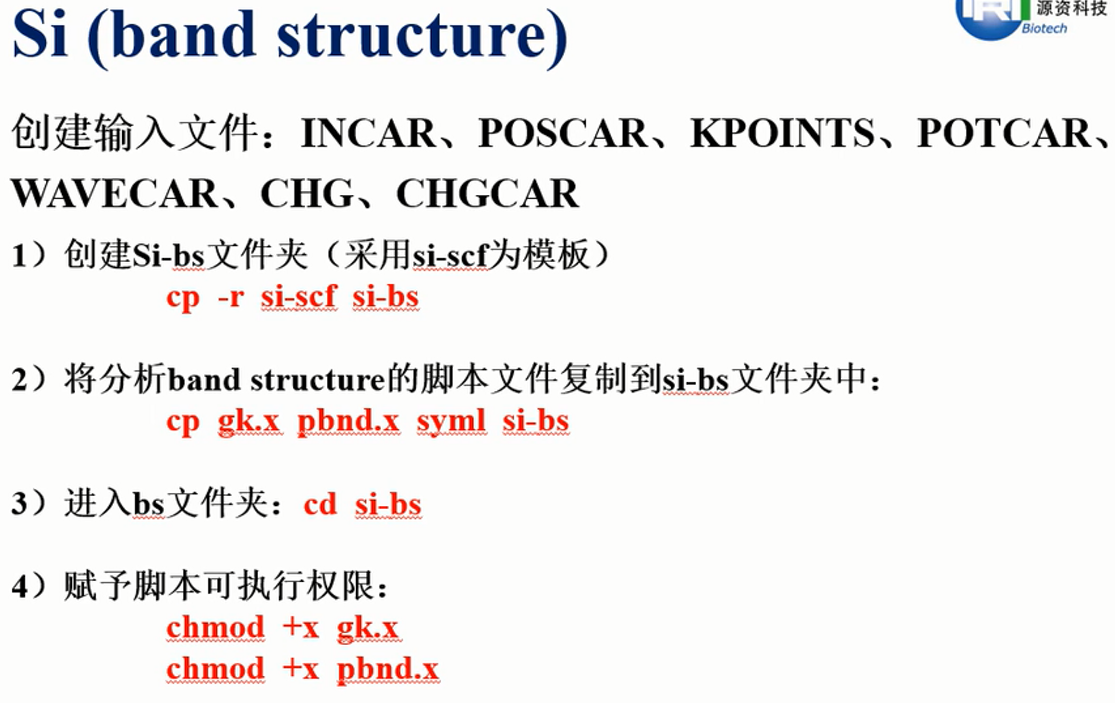 Si (band structure)
源资科技
Biotech
创建输入文件：INCAR、POSCAR、KPOINTS、POTCAR、
WAVECAR、CHG、CHGCAR
1）创建Si-bs文件夹（采用si-scf为模板）
cp -r si-scf si-bs
2）将分析band structure的脚本文件复制到si-bs文件夹中：
cp gk.x pbnd.x syml si-bs
3）进入bs文件夹：cd si-bs
4）赋予脚本可执行权限：
chmod +x gk.x
chmod +x pbnd.x